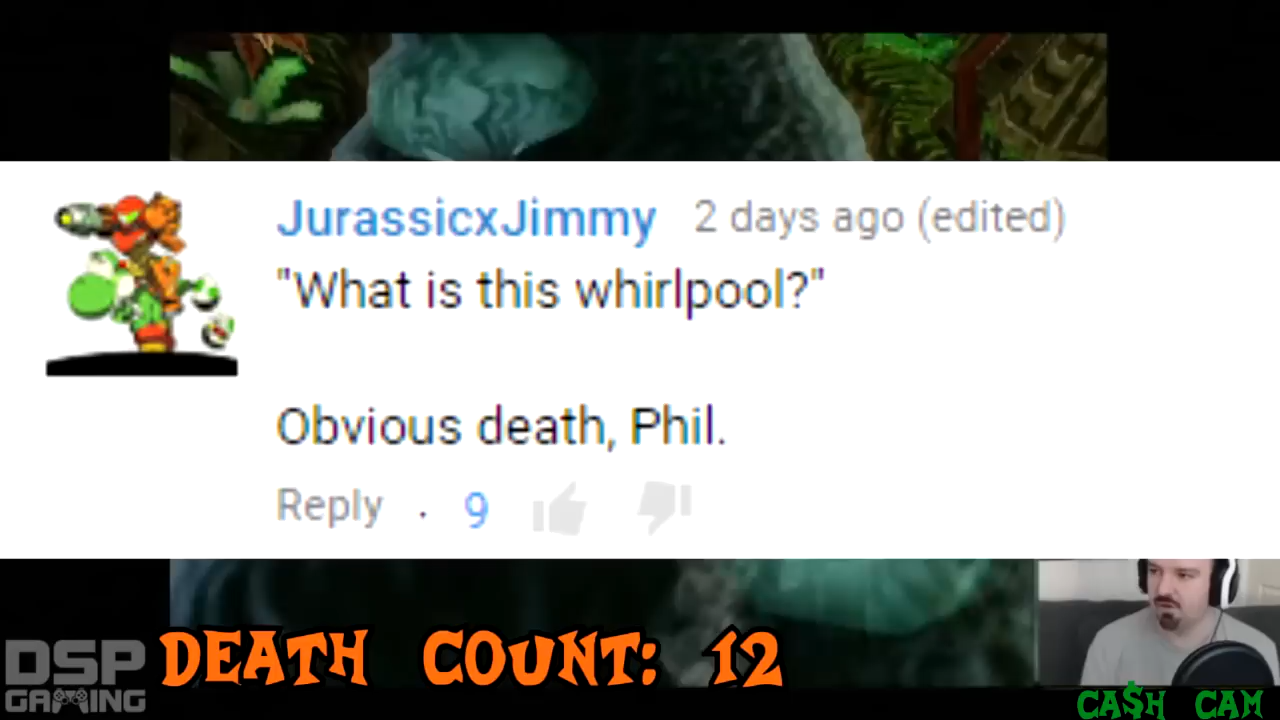 JurassicxJimmy 2 days ago (edited)
"What is this whirlpool?"
Obvious death, Phil.
Reply · 9
DSP
GAMING
DEATH COUNT: 12
CA$H CAM